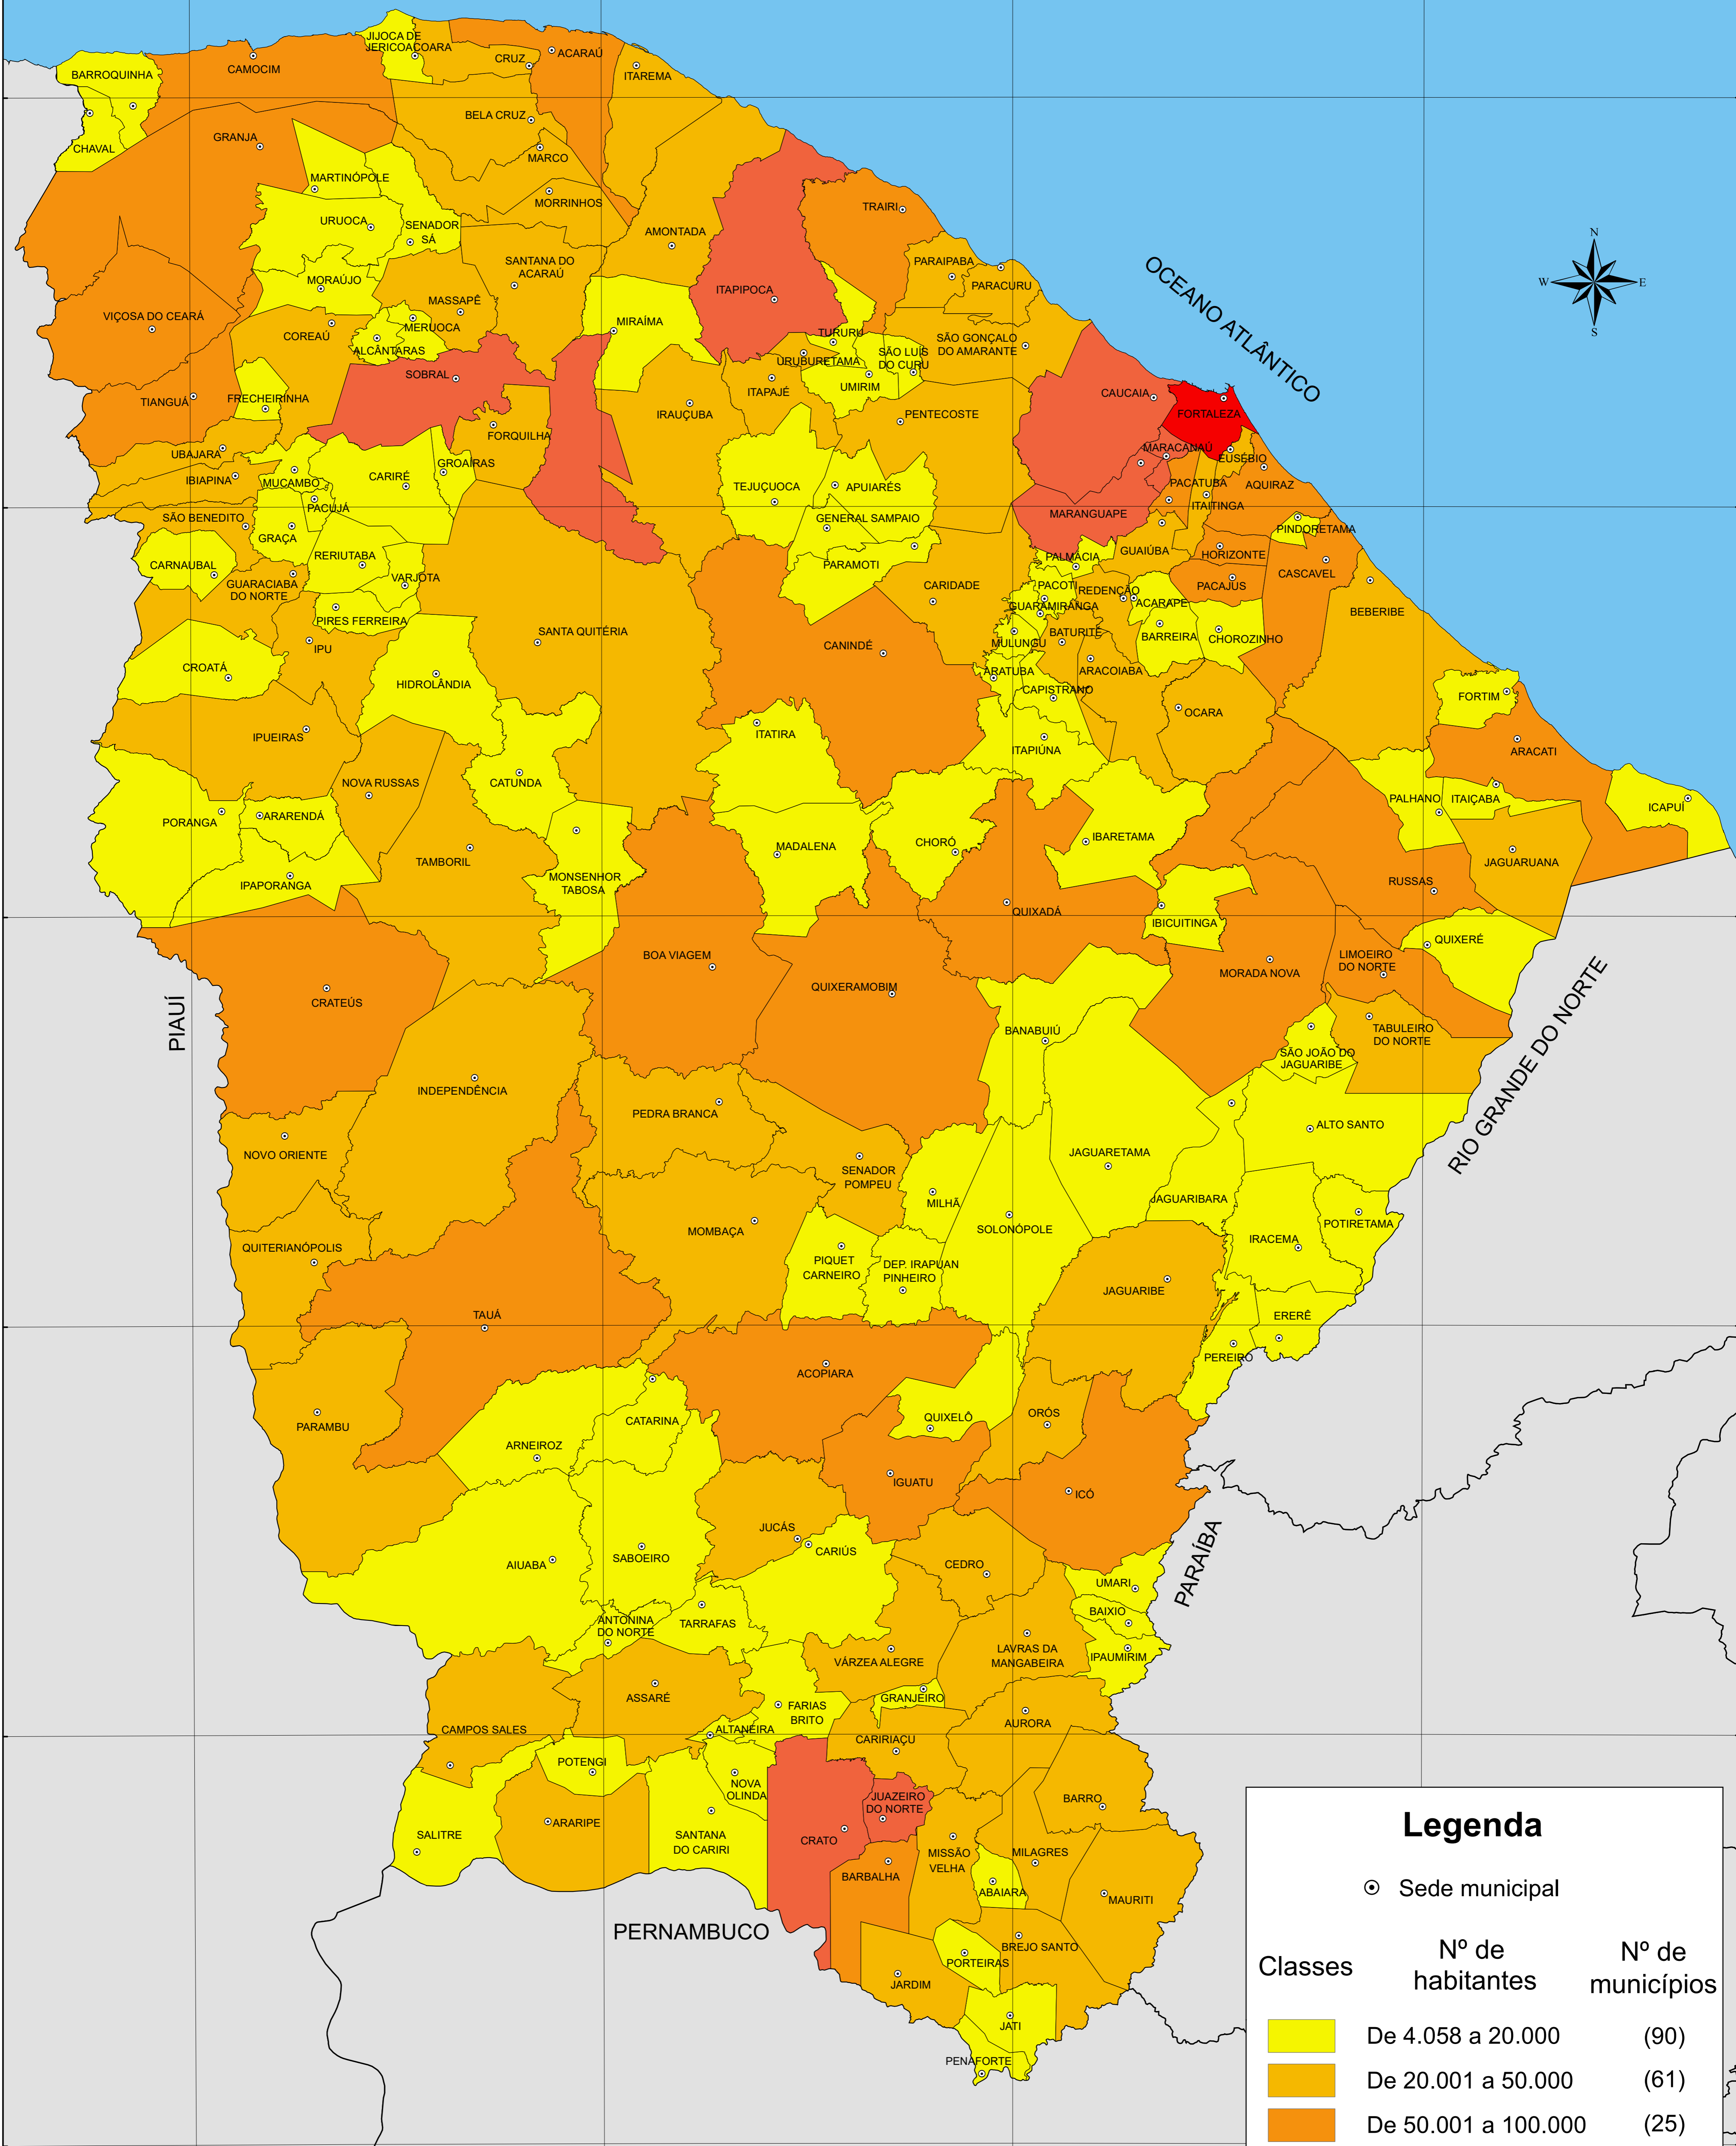 JIJOCA DE
JERICOACOARA
BARROQUINHA
CAMOCIM
CRUZ
ACARAÚ
ITAREMA
CHAVAL
GRANJA
BELA CRUZ
MARCO
MARTINÓPOLE
MORRINHOS
URUOCA
SENADOR
SÁ
AMONTADA
TRAIRI
N
W
E
S
OCEANO ATLÂNTICO
MORAÚJO
SANTANA DO
ACARAÚ
ITAPIPOCA
PARAIPABA
PARACURU
VIÇOSA DO CEARÁ
MASSAPÊ
COREAÚ
MERUOCA
ALCÂNTARAS
MIRAÍMA
TURURU
URUBURETAMA
SÃO LUÍS
DO CURU
SÃO GONÇALO
DO AMARANTE
SOBRAL
ITAPAJÉ
UMIRIM
CAUCAIA
FORTALEZA
TIANGUÁ
FRECHEIRINHA
IRAUÇUBA
PENTECOSTE
FORQUILHA
UBAJARA
MARACANAÚ
EUSÉBIO
IBIAPINA
MUCAMBO
CARIRÉ
GROAÍRAS
TEJUÇUOCA
APUIARÉS
PACATUBA
AQUIRAZ
PACUJÁ
ITAITINGA
SÃO BENEDITO
GENERAL SAMPAIO
MARANGUAPE
PINDORETAMA
GRAÇA
RERIUTABA
PALMÁCIA
GUAIÚBA
HORIZONTE
CARNAUBAL
GUARACIABA
DO NORTE
VARJOTA
PARAMOTI
CARIDADE
PACOTI
REDENÇÃO
PACAJUS
CASCAVEL
PIRES FERREIRA
GUARAMIRANGA
ACARAPE
BEBERIBE
IPU
SANTA QUITÉRIA
CANINDÉ
MULUNGU
BATURITÉ
BARREIRA
CHOROZINHO
CROATÁ
HIDROLÂNDIA
ARATUBA
ARACOIABA
CAPISTRANO
FORTIM
OCARA
IPUEIRAS
ITATIRA
ITAPIÚNA
ARACATI
NOVA RUSSAS
CATUNDA
PALHANO
ITAIÇABA
ICAPUÍ
PORANGA
ARARENDÁ
MADALENA
CHORÓ
IBARETAMA
TAMBORIL
JAGUARUANA
IPAPORANGA
MONSENHOR
TABOSA
RUSSAS
QUIXADÁ
IBICUITINGA
QUIXERÉ
BOA VIAGEM
LIMOEIRO
DO NORTE
MORADA NOVA
CRATEÚS
QUIXERAMOBIM
PIAUÍ
BANABUIÚ
TABULEIRO
DO NORTE
SÃO JOÃO DO
JAGUARIBE
RIO GRANDE DO NORTE
INDEPENDÊNCIA
PEDRA BRANCA
ALTO SANTO
NOVO ORIENTE
JAGUARETAMA
SENADOR
POMPEU
MILHÃ
JAGUARIBARA
SOLONÓPOLE
POTIRETAMA
MOMBAÇA
IRACEMA
QUITERIANÓPOLIS
PIQUET
CARNEIRO
DEP. IRAPUAN
PINHEIRO
JAGUARIBE
TAUÁ
ERERÊ
PEREIRO
ACOPIARA
PARAMBU
CATARINA
QUIXELÔ
ORÓS
ARNEIROZ
IGUATU
ICÓ
JUCÁS
CARIÚS
PARAÍBA
AIUABA
SABOEIRO
CEDRO
UMARI
BAIXIO
ANTONINA
DO NORTE
TARRAFAS
VÁRZEA ALEGRE
LAVRAS DA
MANGABEIRA
IPAUMIRIM
ASSARÉ
GRANJEIRO
FARIAS
BRITO
CAMPOS SALES
ALTANEIRA
AURORA
CARIRIAÇU
POTENGI
NOVA
OLINDA
JUAZEIRO
DO NORTE
BARRO
ARARIPE
SALITRE
SANTANA
DO CARIRI
CRATO
MISSÃO
VELHA
MILAGRES
BARBALHA
ABAIARA
MAURITI
PERNAMBUCO
BREJO SANTO
PORTEIRAS
JARDIM
JATI
PENAFORTE
Legenda
Sede municipal
Classes
Nº de
habitantes
Nº de
municípios
De 4.058 a 20.000 (90)
De 20.001 a 50.000 (61)
De 50.001 a 100.000 (25)